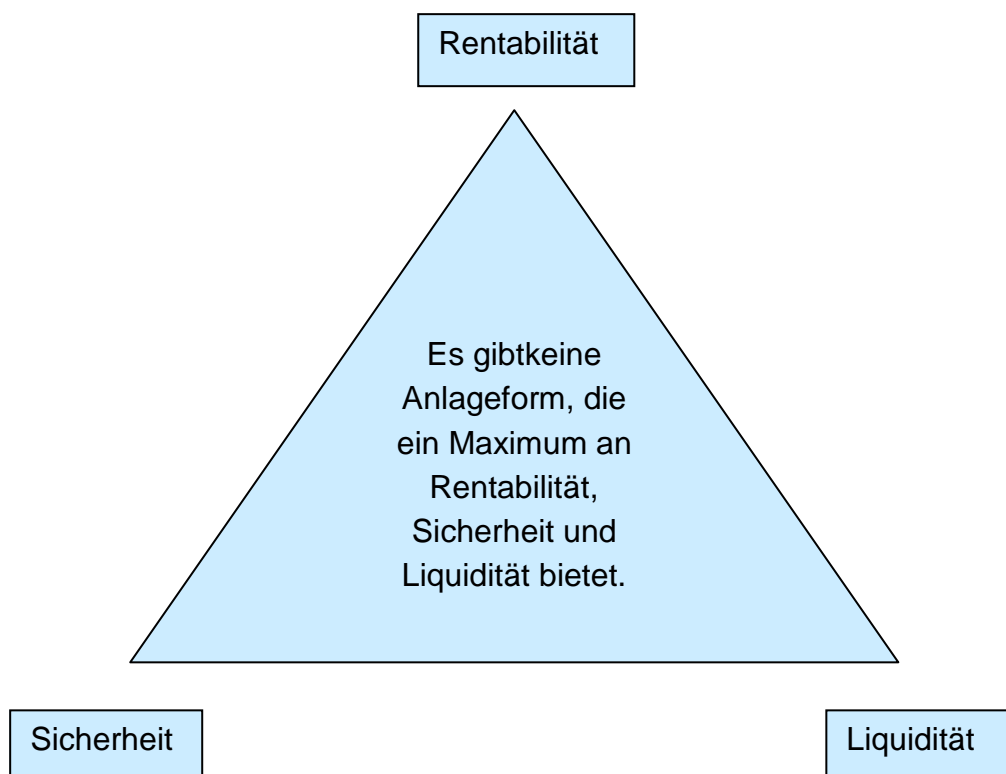 Rentabilität
Es gibtkeine
Anlageform, die
ein Maximum an
Rentabilität,
Sicherheit und
Liquidität bietet.
Sicherheit
Liquidität